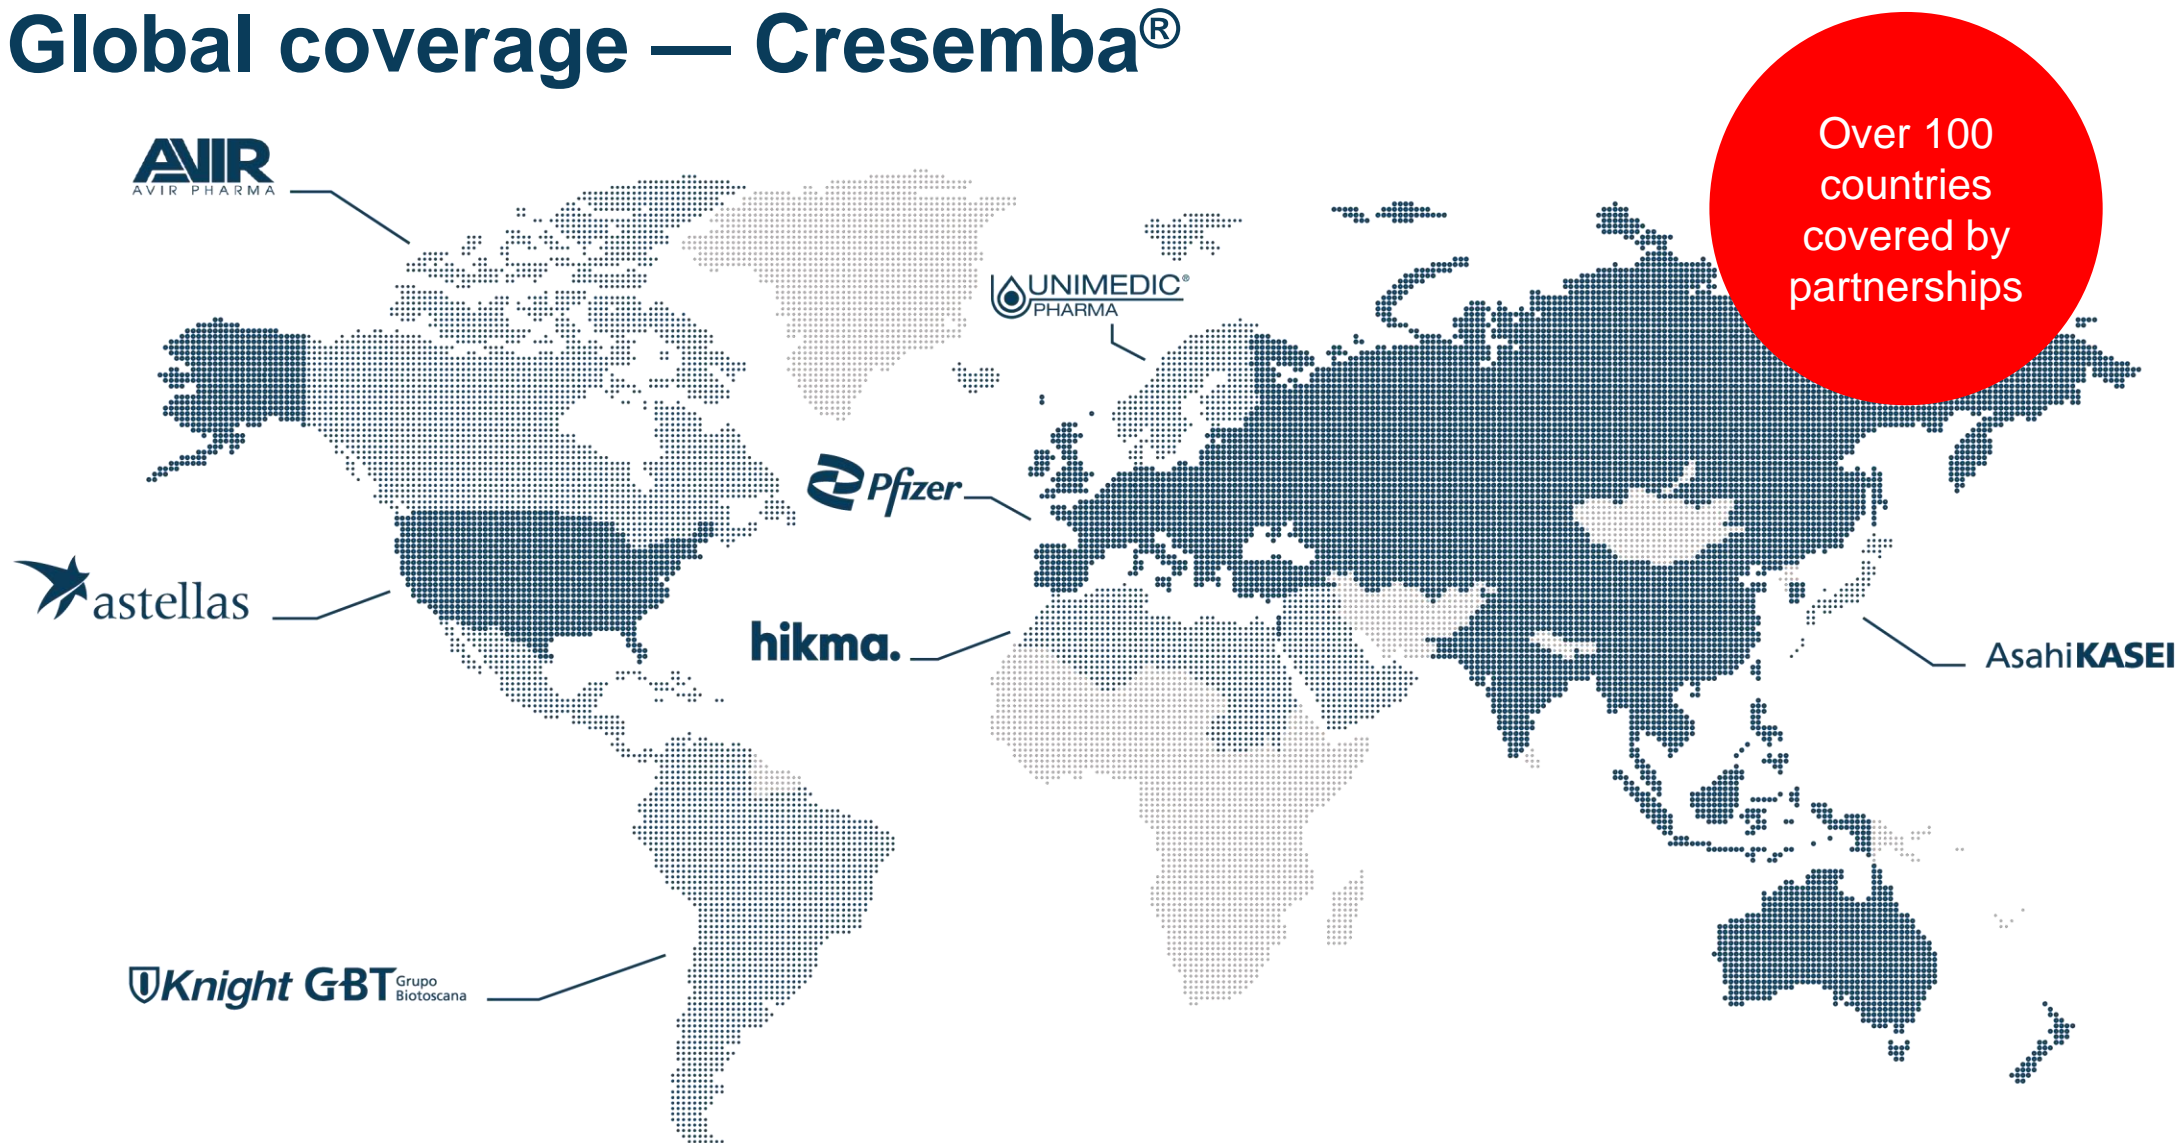 Global coverage — Cresemba®
Over 100
countries
covered by
partnerships
AVIR
AVIR PHARMA
UNIMEDIC®
PHARMA
Pfizer
astellas
hikma.
AsahiKASEI
Knight GBT Grupo
Biotoscana